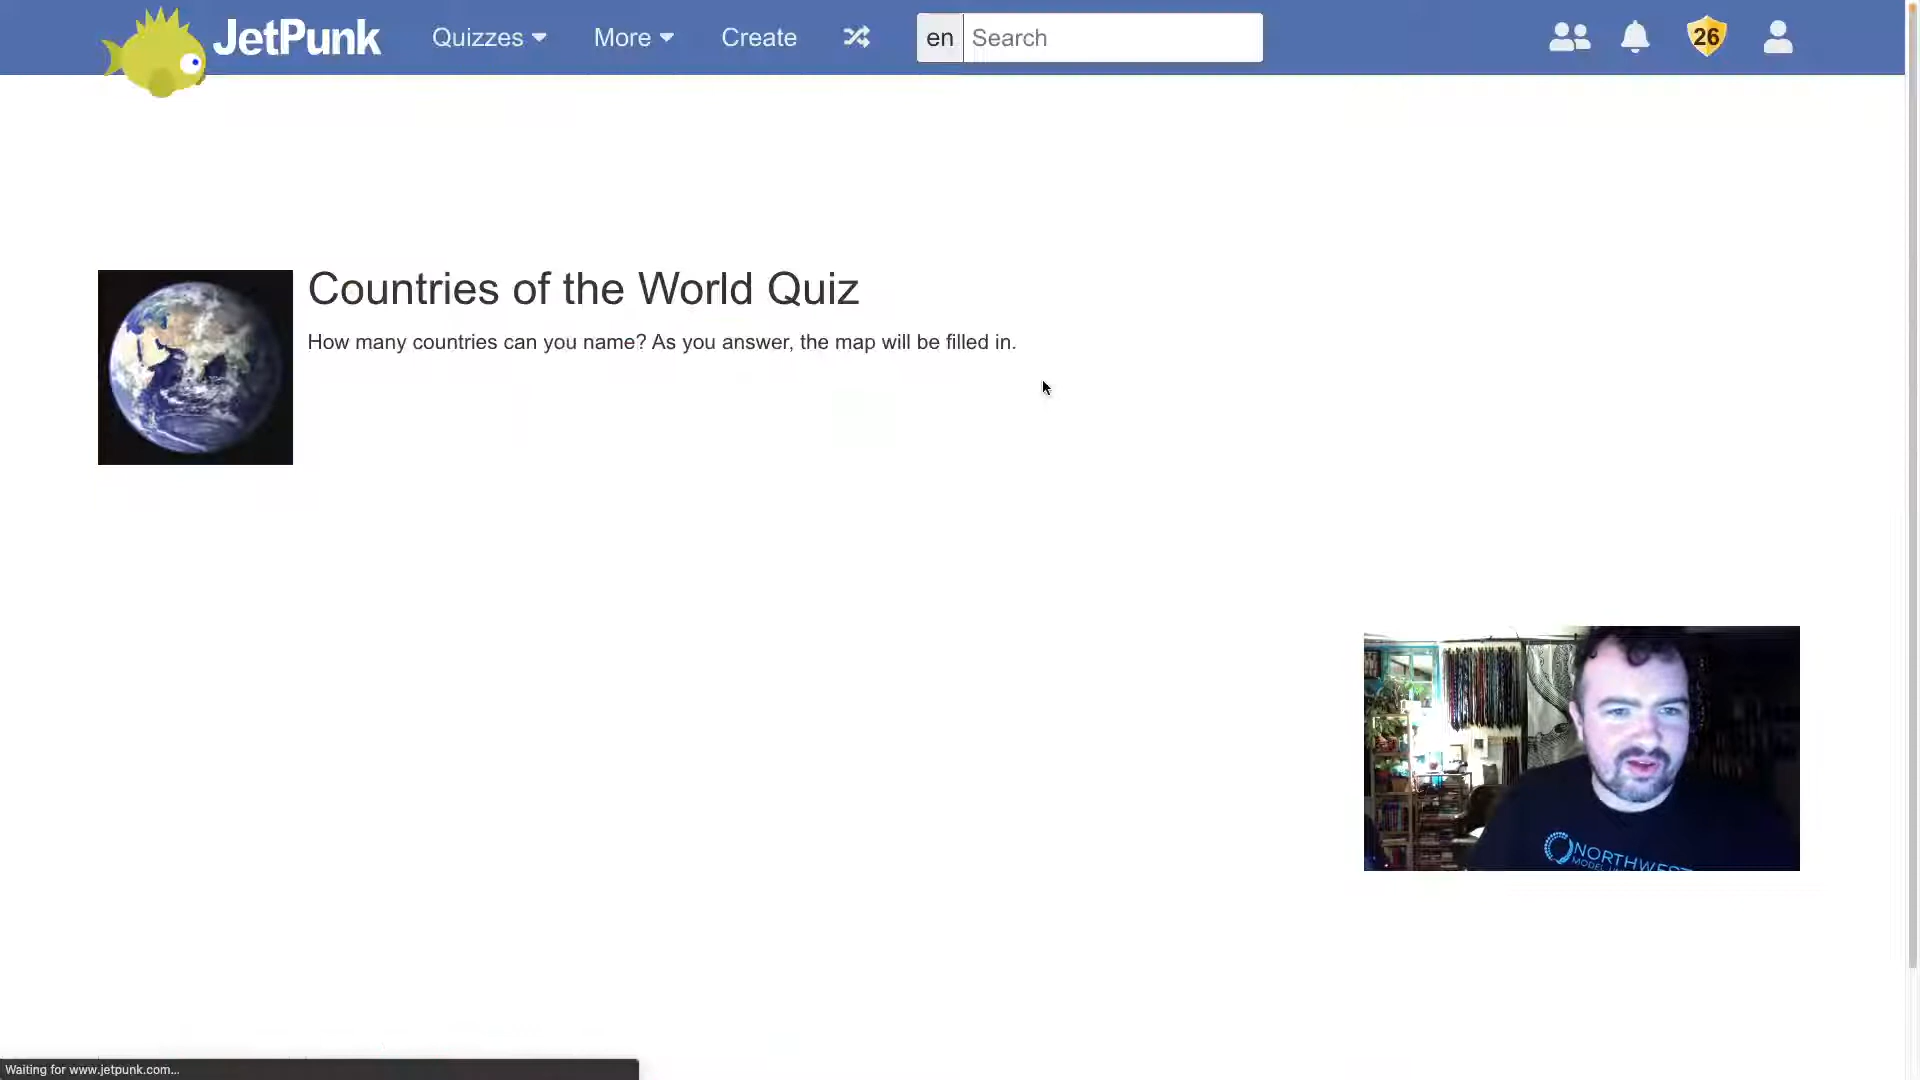 JetPunk
Quizzes
More
Create
en
Search
26
Countries of the World Quiz
How many countries can you name? As you answer, the map will be filled in.
NORTHWEST
Waiting for www.jetpunk.com...